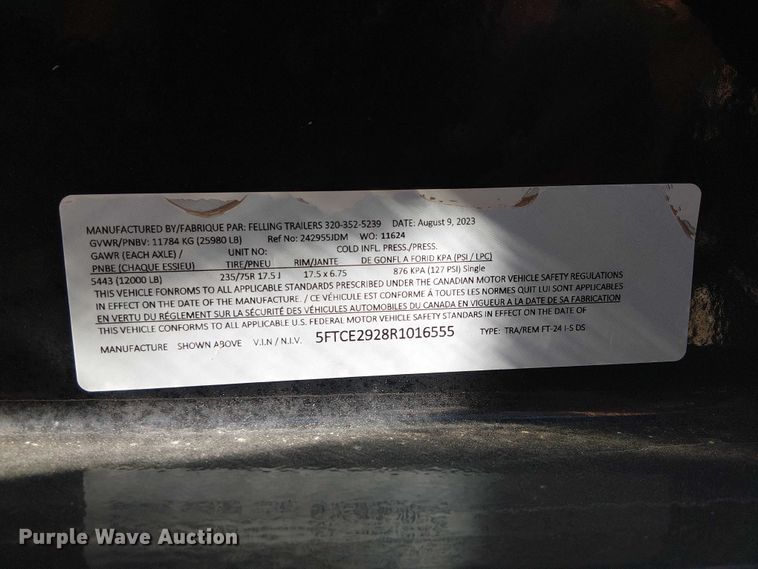 MANUFACTURED BY/FABRIQUE PAR: FELLING TRAILERS 320-352-5239 DATE: August 9, 2023
GVWR/PNBV: 11784 KG (25980 LB) Ref No: 242955JDM WO: 11624
GAWR (EACH AXLE) / UNIT NO: COLD INFL. PRESS./PRESS.
PNBE (CHAQUE ESSIEU) TIRE/PNEU RIM/JANTE DE GONFL A FORID KPA (PSI / LPC)
5443 (12000 LB) 235/75R 17.5 J 17.5 x 6.75 876 KPA (127 PSI) Single
THIS VEHICLE FONROMS TO ALL APPLICABLE STANDARDS PRESCRIBED UNDER THE CANADIAN MOTOR VEHICLE SAFETY REGULATIONS
IN EFFECT ON THE DATE OF THE MANUFACTURE. / CE VÉHICULE EST CONFORME Á TOUTES LES NORMES QUIT LUI SONT APPLICABLES
EN VERTU DU RÉGLEMENT SUR LA SÉCURITÉ DES VÉHICULES AUTOMOBILES DU CANADA EN VIGUEUR A LA DATE DE SA FABRICATION
THIS VEHICLE CONFORMS TO ALL APPLICABLE U.S. FEDERAL MOTOR VEHICLE SAFETY STANDARDS IN EFFECT ON THE DATE OF
MANUFACTURE SHOWN ABOVE V.I.N / N.I.V. 5FTCE2928R1016555 TYPE: TRA/REM FT-24 I-5 DS
Purple Wave Auction